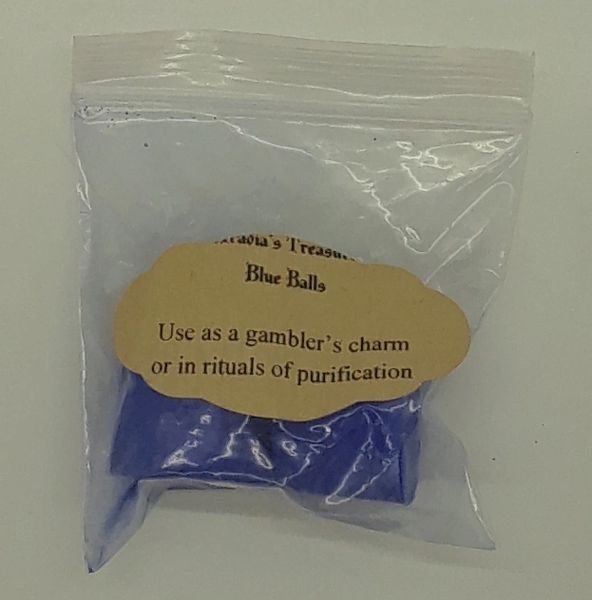 Blue Balls
Use as a gambler's charm
or in rituals of purification